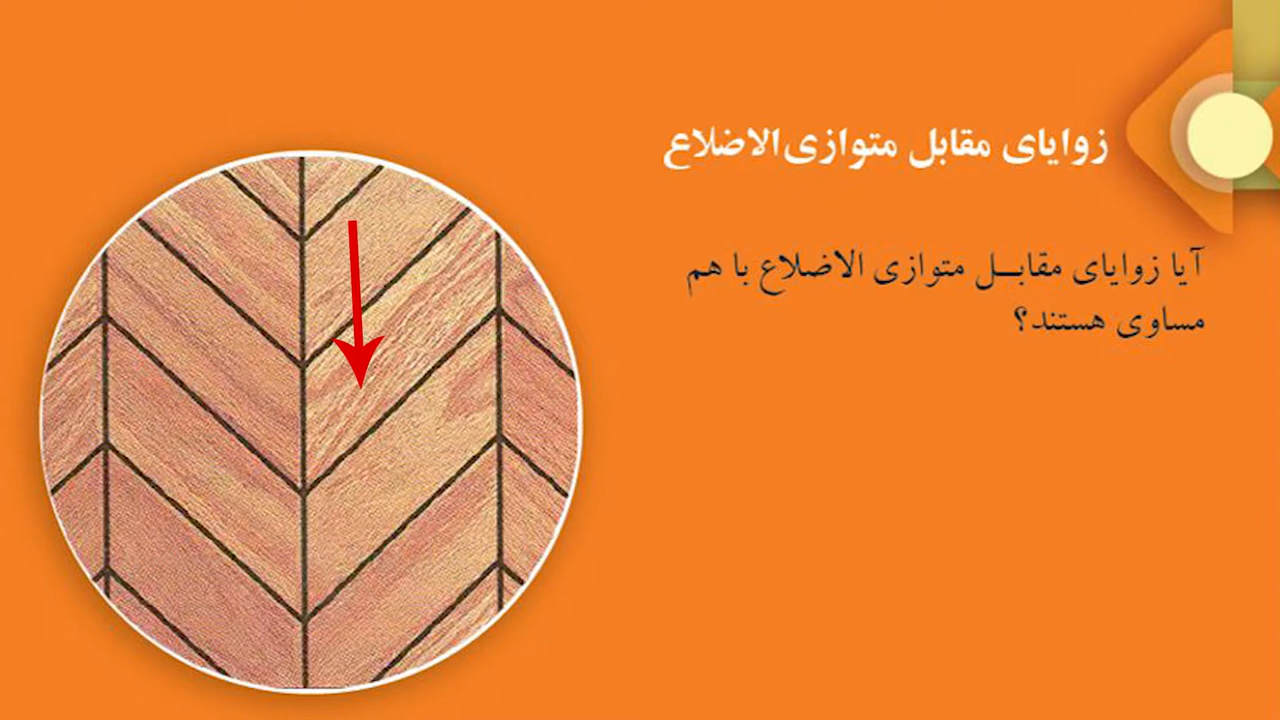 زوایای مقابل متوازی‌الاضلاع
آیا زوایای مقابل متوازی الاضلاع با هم
مساوی هستند؟